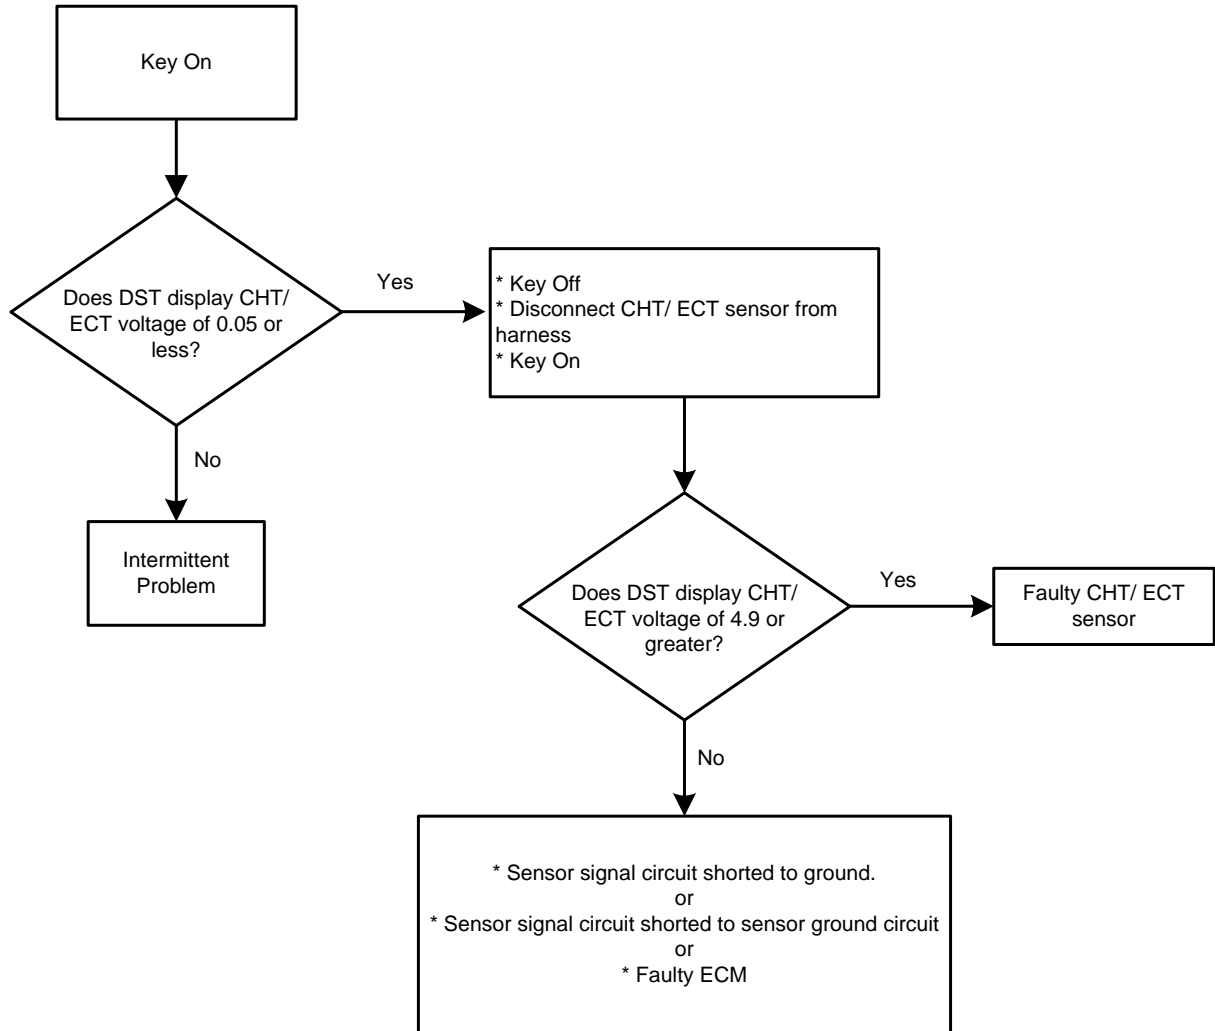 Key On
Does DST display CHT/
ECT voltage of 0.05 or
less?
Yes
* Key Off
* Disconnect CHT/ ECT sensor from
harness
* Key On
No
Intermittent
Problem
Does DST display CHT/
ECT voltage of 4.9 or
greater?
Yes
Faulty CHT/ ECT
sensor
No
* Sensor signal circuit shorted to ground.
or
* Sensor signal circuit shorted to sensor ground circuit
or
* Faulty ECM